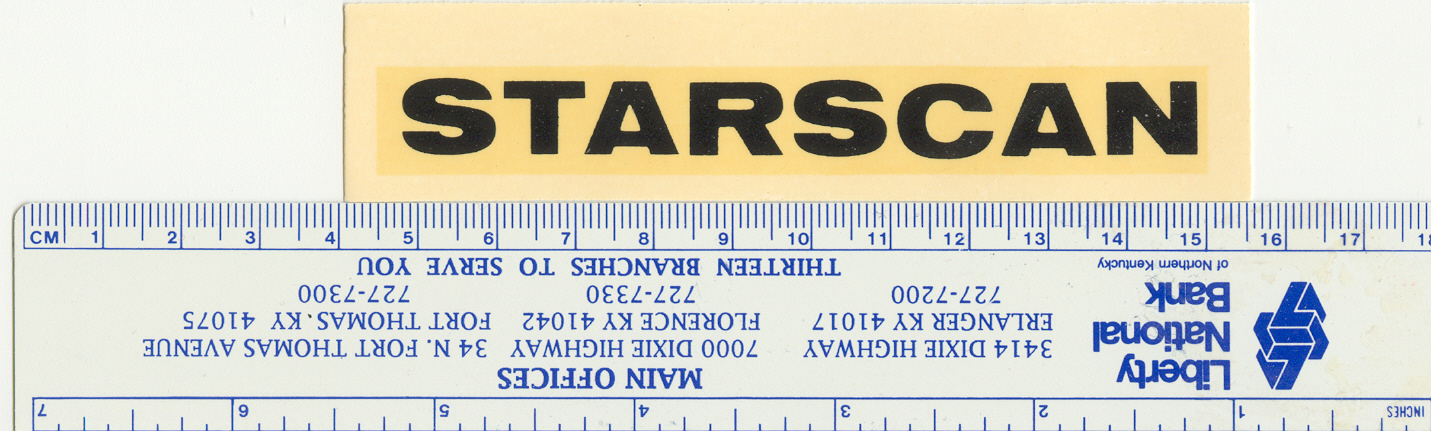 STARSCAN
CM 1 2 3 4 5 6 7 8 9 10 11 12 13 14 15 16 17 18
THIRTEEN BRANCHES TO SERVE YOU
727-7200 727-7330 727-7300
ERLANGER KY 41017 FLORENCE KY 41042 FORT THOMAS, KY 41075
3414 DIXIE HIGHWAY 7000 DIXIE HIGHWAY 34 N. FORT THOMAS AVENUE
MAIN OFFICES
Liberty
National
Bank
of Northern Kentucky
INCHES 1 2 3 4 5 6 7